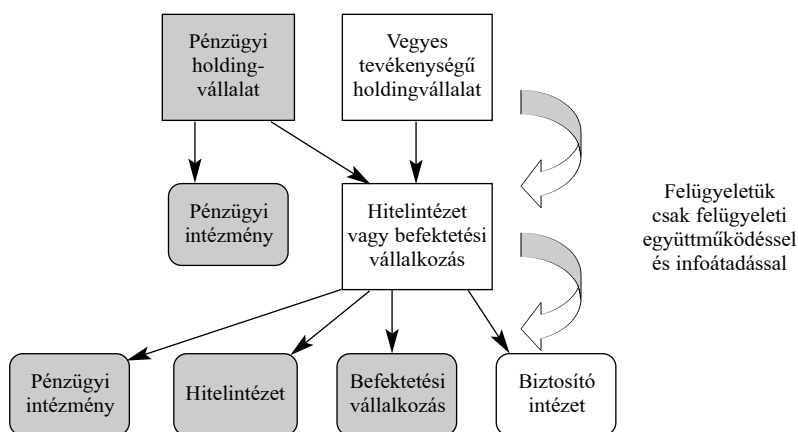 Pénzügyi
holding-
vállalat
Vegyes
tevékenységű
holdingvállalat
Pénzügyi
intézmény
Hitelintézet
vagy befektetési
vállalkozás
Felügyeletük
csak felügyeleti
együttműködéssel
és infoátadással
Pénzügyi
intézmény
Hitelintézet
Befektetési
vállalkozás
Biztosító
intézet